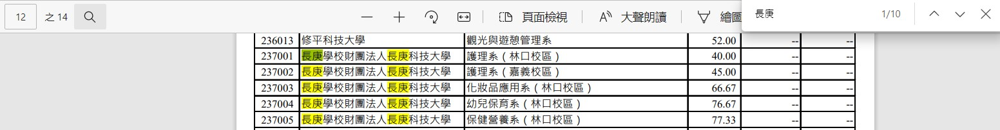 12 之 14 頁面檢視 大聲朗讀 繪圖 長庚 1/10
236013 修平科技大學 觀光與遊憩管理系 52.00 -- --
237001 長庚學校財團法人長庚科技大學 護理系（林口校區） 40.00 -- --
237002 長庚學校財團法人長庚科技大學 護理系（嘉義校區） 45.00 -- --
237003 長庚學校財團法人長庚科技大學 化妝品應用系（林口校區） 66.67 -- --
237004 長庚學校財團法人長庚科技大學 幼兒保育系（林口校區） 76.67 -- --
237005 長庚學校財團法人長庚科技大學 保健營養系（林口校區） 77.33 -- --